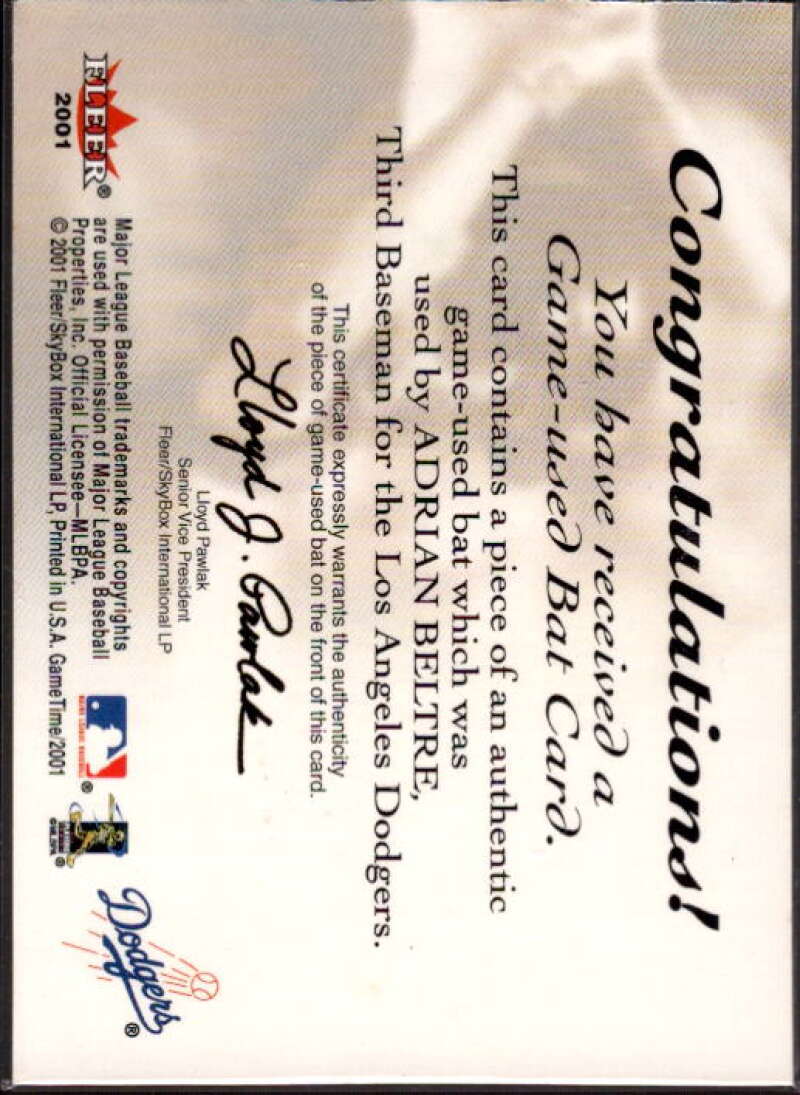 Congratulations!
You have received a
Game-used Bat Card.
This card contains a piece of an authentic
game-used bat which was
used by ADRIAN BELTRE,
Third Baseman for the Los Angeles Dodgers.
This certificate expressly warrants the authenticity
of the piece of game-used bat on the front of this card.
Lloyd J. Pawlak
Lloyd Pawlak
Senior Vice President
Fleer/SkyBox International LP
FLEER®
2001
Major League Baseball trademarks and copyrights
are used with permission of Major League Baseball
Properties, Inc. Official Licensee—MLBPA.
© 2001 Fleer/SkyBox International LP, Printed in U.S.A. GameTime/2001
®
®
Dodgers®